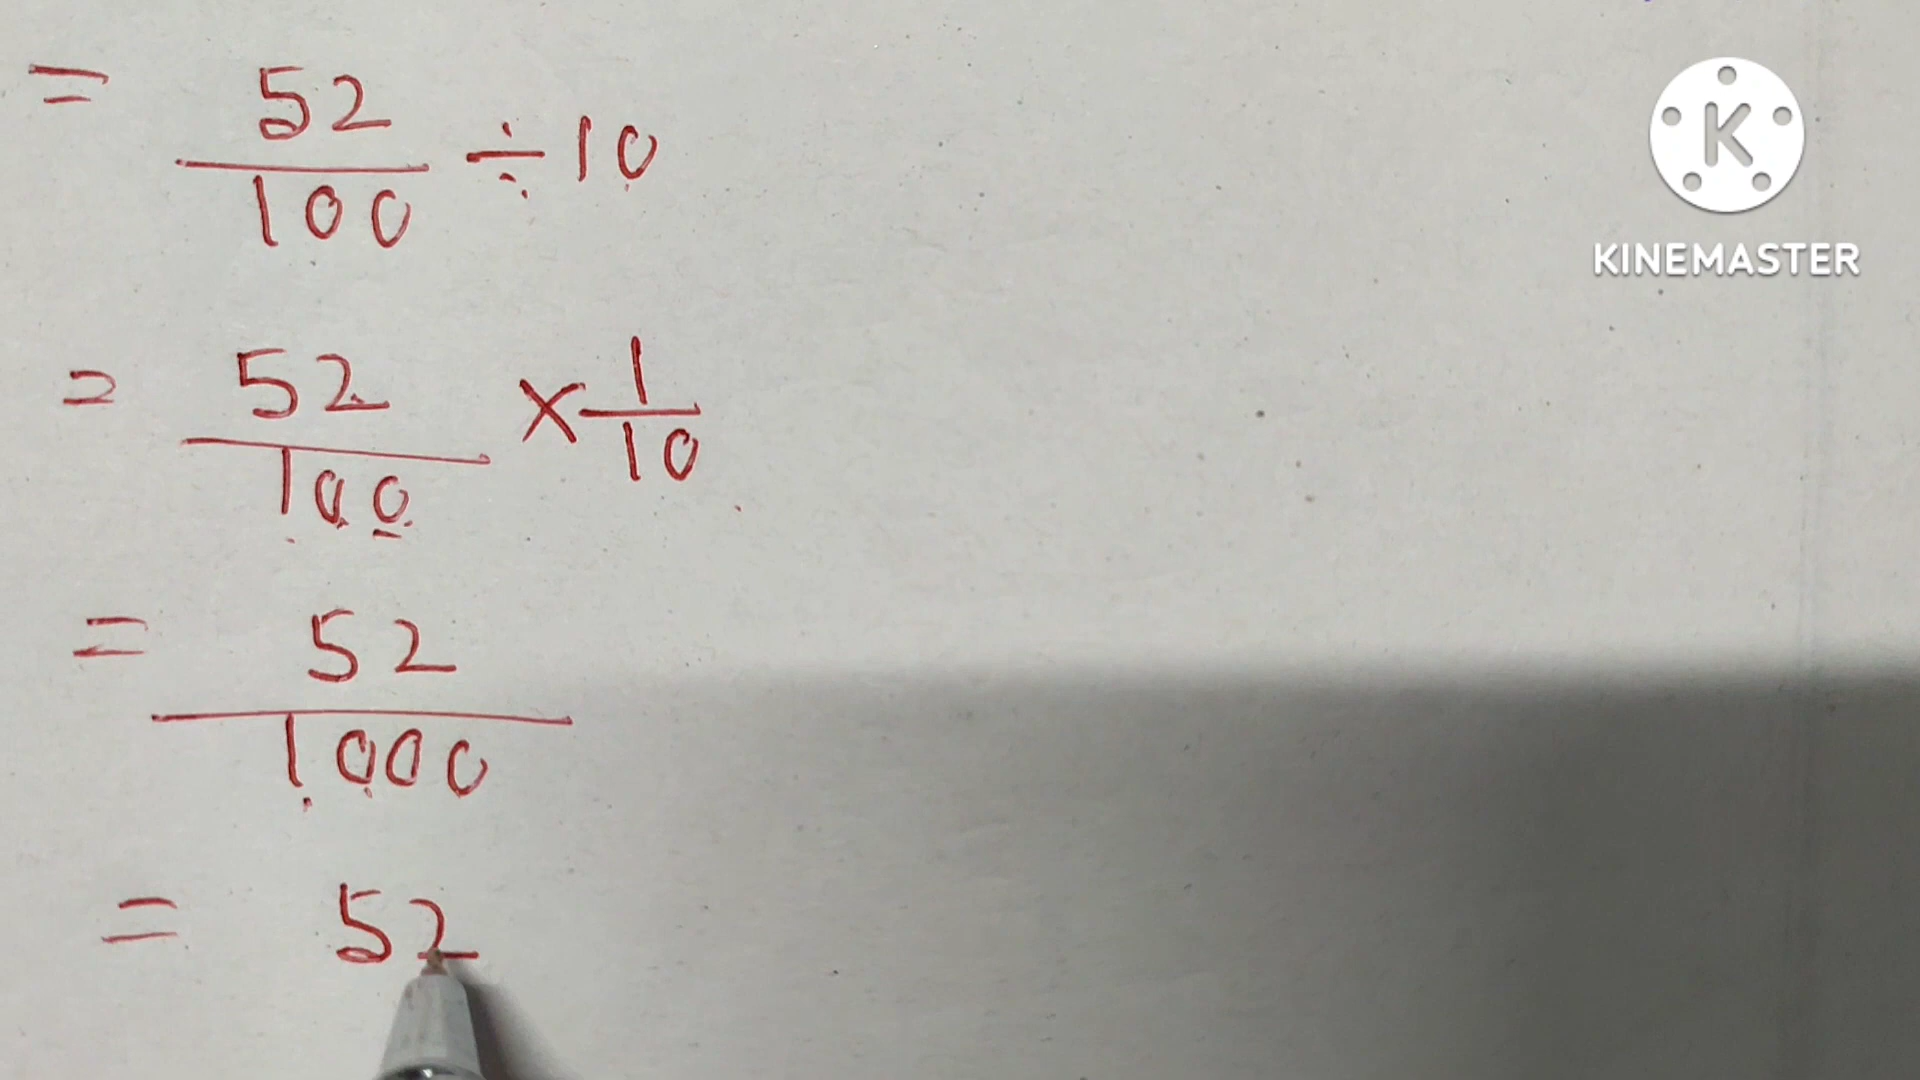 = 52/100 ÷ 10
= 52/100 × 1/10
= 52/1000
= 52
KINEMASTER